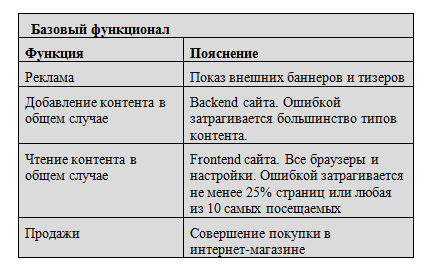 Базовый функционал
Функция Пояснение
Реклама Показ внешних баннеров и тизеров
Добавление контента в Backend сайта. Ошибкой
общем случае затрагивается большинство типов
контента.
Чтение контента в Frontend сайта. Все браузеры и
общем случае настройки. Ошибкой затрагивается
не менее 25% страниц или любая
из 10 самых посещаемых
Продажи Совершение покупки в
интернет-магазине